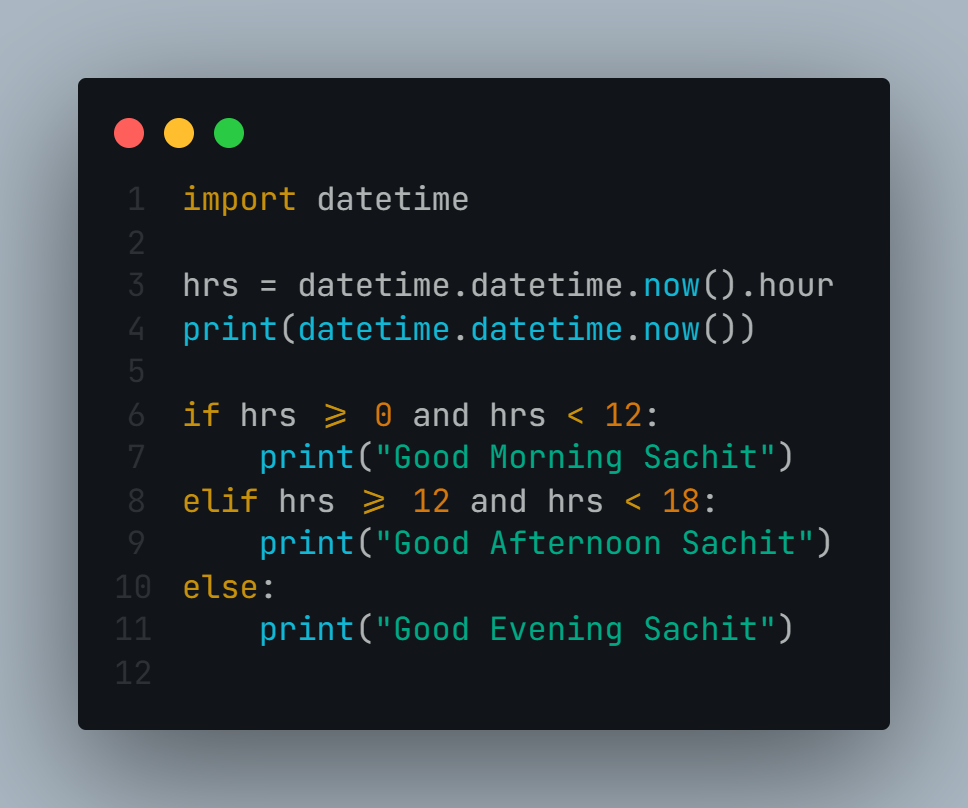 1 import datetime
2
3 hrs = datetime.datetime.now().hour
4 print(datetime.datetime.now())
5
6 if hrs >= 0 and hrs < 12:
7     print("Good Morning Sachit")
8 elif hrs >= 12 and hrs < 18:
9     print("Good Afternoon Sachit")
10 else:
11     print("Good Evening Sachit")
12